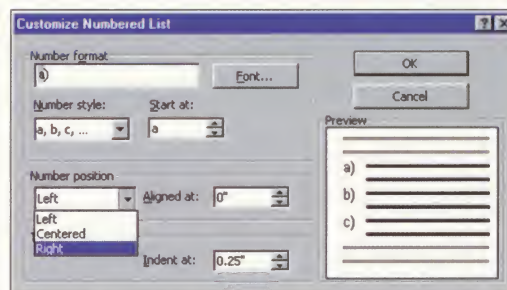 Customize Numbered List
Number format
a)
Font...
OK
Cancel
Number style:
Start at:
a, b, c, ...
a
Preview
a)
b)
c)
Number position
Left
Aligned at:
0"
Left
Centered
Right
Indent at:
0.25"